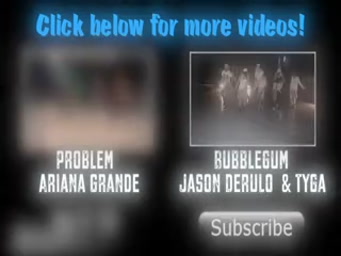 Click below for more videos!
PROBLEM
ARIANA GRANDE
BUBBLEGUM
JASON DERULO & TYGA
Subscribe